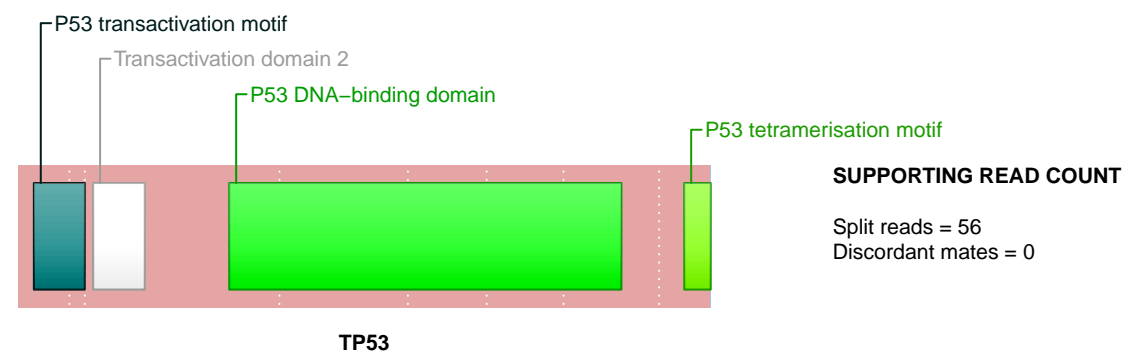 P53 transactivation motif
Transactivation domain 2
P53 DNA−binding domain
P53 tetramerisation motif
SUPPORTING READ COUNT
Split reads = 56
Discordant mates = 0
TP53